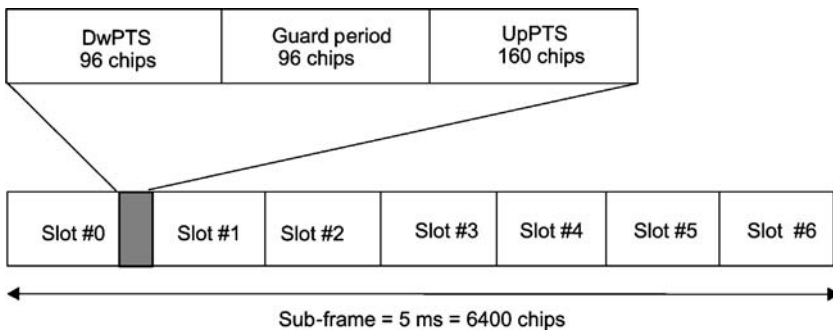 DwPTS
96 chips
Guard period
96 chips
UpPTS
160 chips
Slot #0
Slot #1
Slot #2
Slot #3
Slot #4
Slot #5
Slot #6
Sub-frame = 5 ms = 6400 chips